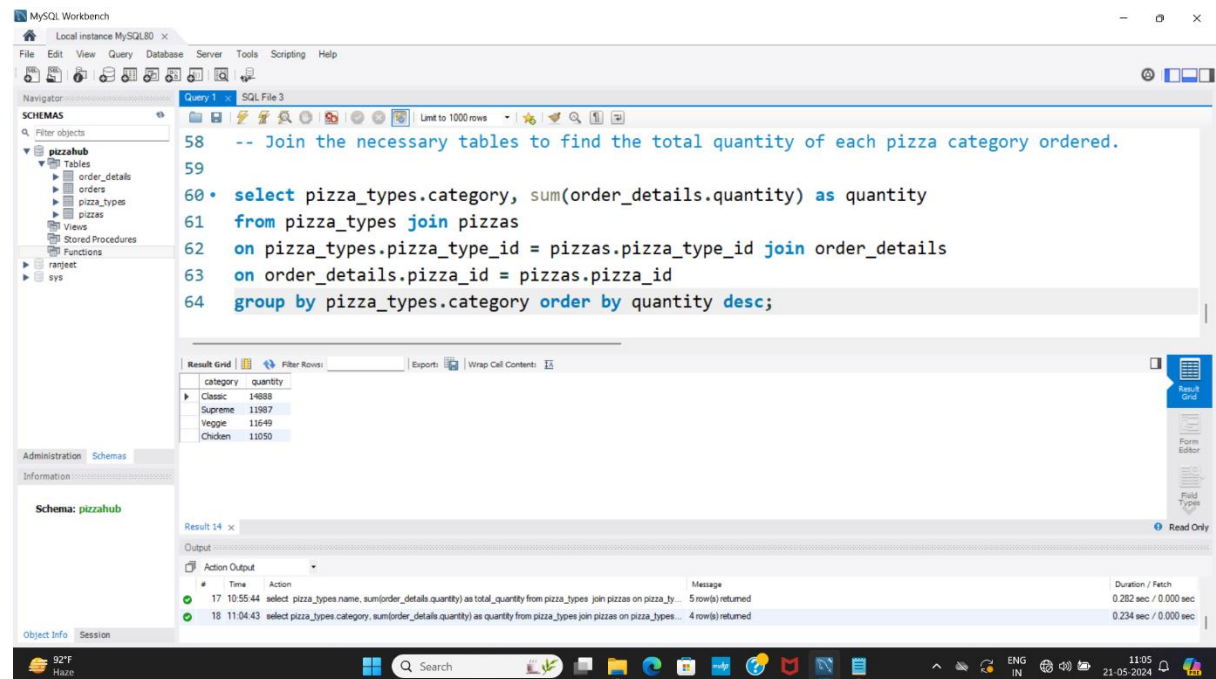 MySQL Workbench
Local instance MySQL80
File Edit View Query Database Server Tools Scripting Help
Navigator
Query 1 SQL File 3
SCHEMAS
Limit to 1000 rows
Filter objects
pizzahub
Tables
order_details
orders
pizza_types
pizzas
Views
Stored Procedures
Functions
ranjeet
sys
58 -- Join the necessary tables to find the total quantity of each pizza category ordered.
59
60 select pizza_types.category, sum(order_details.quantity) as quantity
61 from pizza_types join pizzas
62 on pizza_types.pizza_type_id = pizzas.pizza_type_id join order_details
63 on order_details.pizza_id = pizzas.pizza_id
64 group by pizza_types.category order by quantity desc;
Result Grid Filter Rows: Export: Wrap Cell Content:
category quantity
Classic 14888
Supreme 11987
Veggie 11649
Chicken 11050
Result Grid
Form Editor
Field Types
Administration Schemas
Information
Schema: pizzahub
Result 14
Read Only
Output
Action Output
# Time Action Message Duration / Fetch
17 10:55:44 select pizza_types.name, sum(order_details.quantity) as total_quantity from pizza_types join pizzas on pizza_ty... 5 row(s) returned 0.282 sec / 0.000 sec
18 11:04:43 select pizza_types.category, sum(order_details.quantity) as quantity from pizza_types join pizzas on pizza_types... 4 row(s) returned 0.234 sec / 0.000 sec
Object Info Session
92°F
Haze
Search
ENG
IN
11:05
21-05-2024